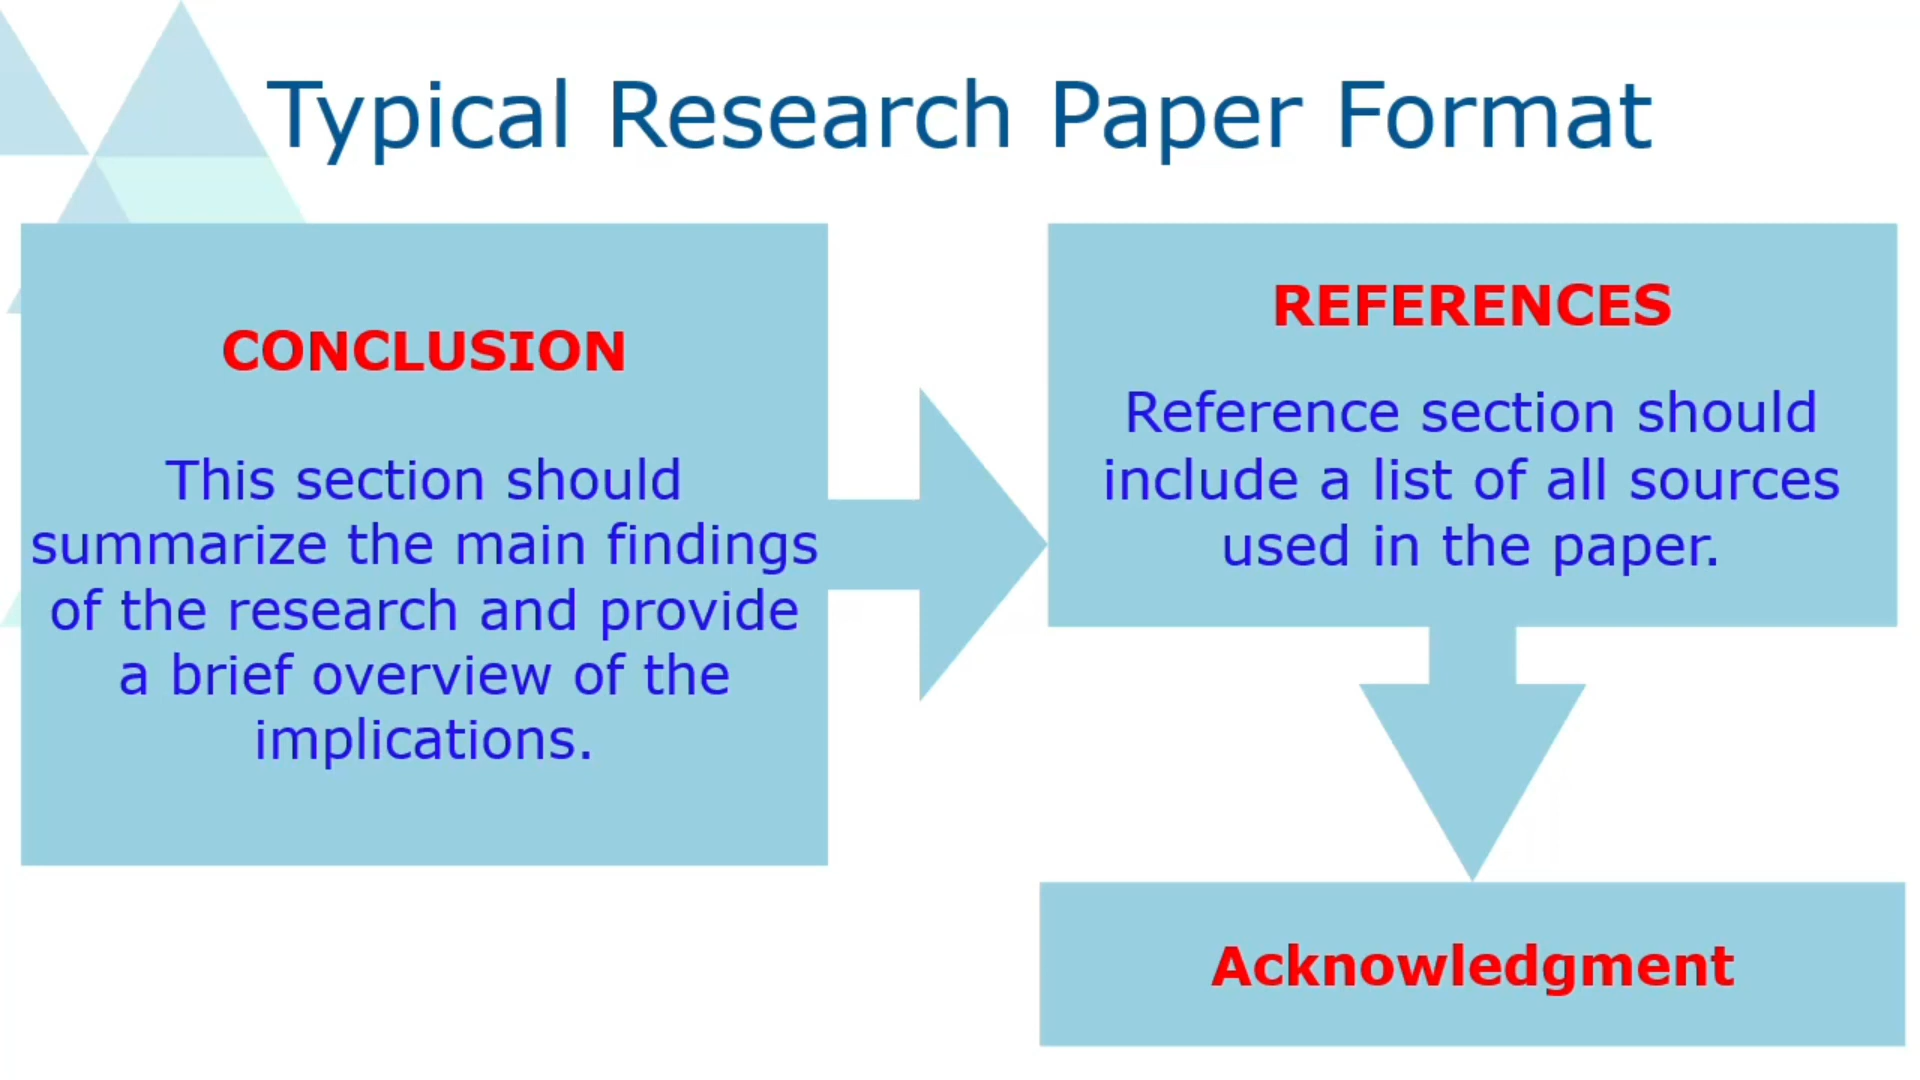 Typical Research Paper Format
CONCLUSION
This section should
summarize the main findings
of the research and provide
a brief overview of the
implications.
REFERENCES
Reference section should
include a list of all sources
used in the paper.
Acknowledgment